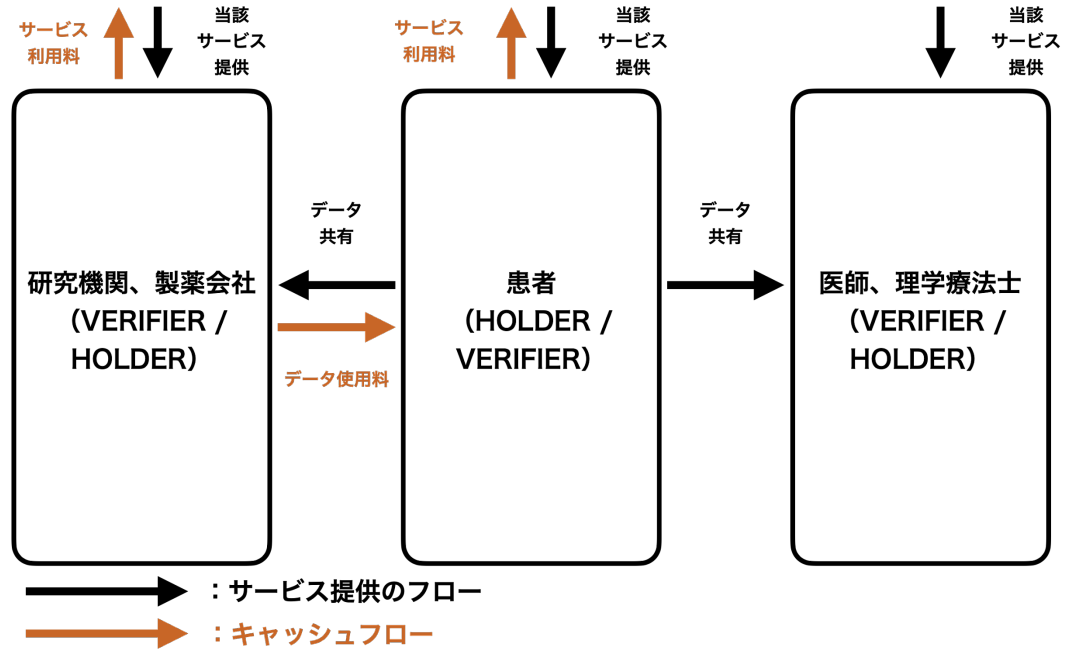 サービス
利用料
当該
サービス
提供
サービス
利用料
当該
サービス
提供
当該
サービス
提供
データ
共有
データ
共有
研究機関、製薬会社
（VERIFIER /
HOLDER）
患者
（HOLDER /
VERIFIER）
医師、理学療法士
（VERIFIER /
HOLDER）
データ使用料
：サービス提供のフロー
：キャッシュフロー